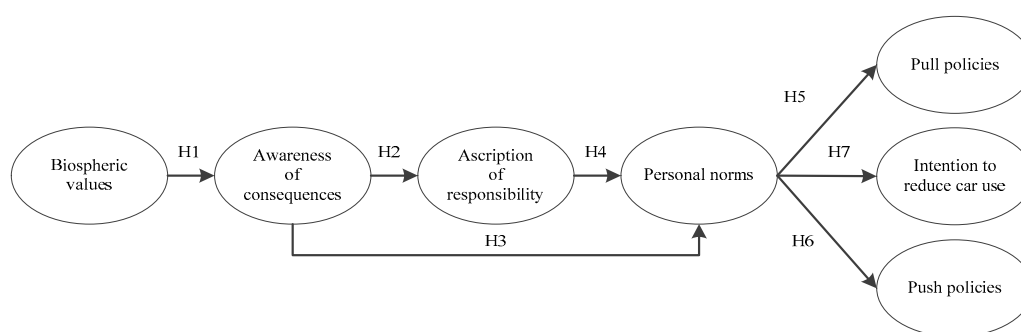 Biospheric
values
H1
Awareness
of
consequences
H2
Ascription
of
responsibility
H4
Personal norms
H3
H5
H7
H6
Pull policies
Intention to
reduce car use
Push policies